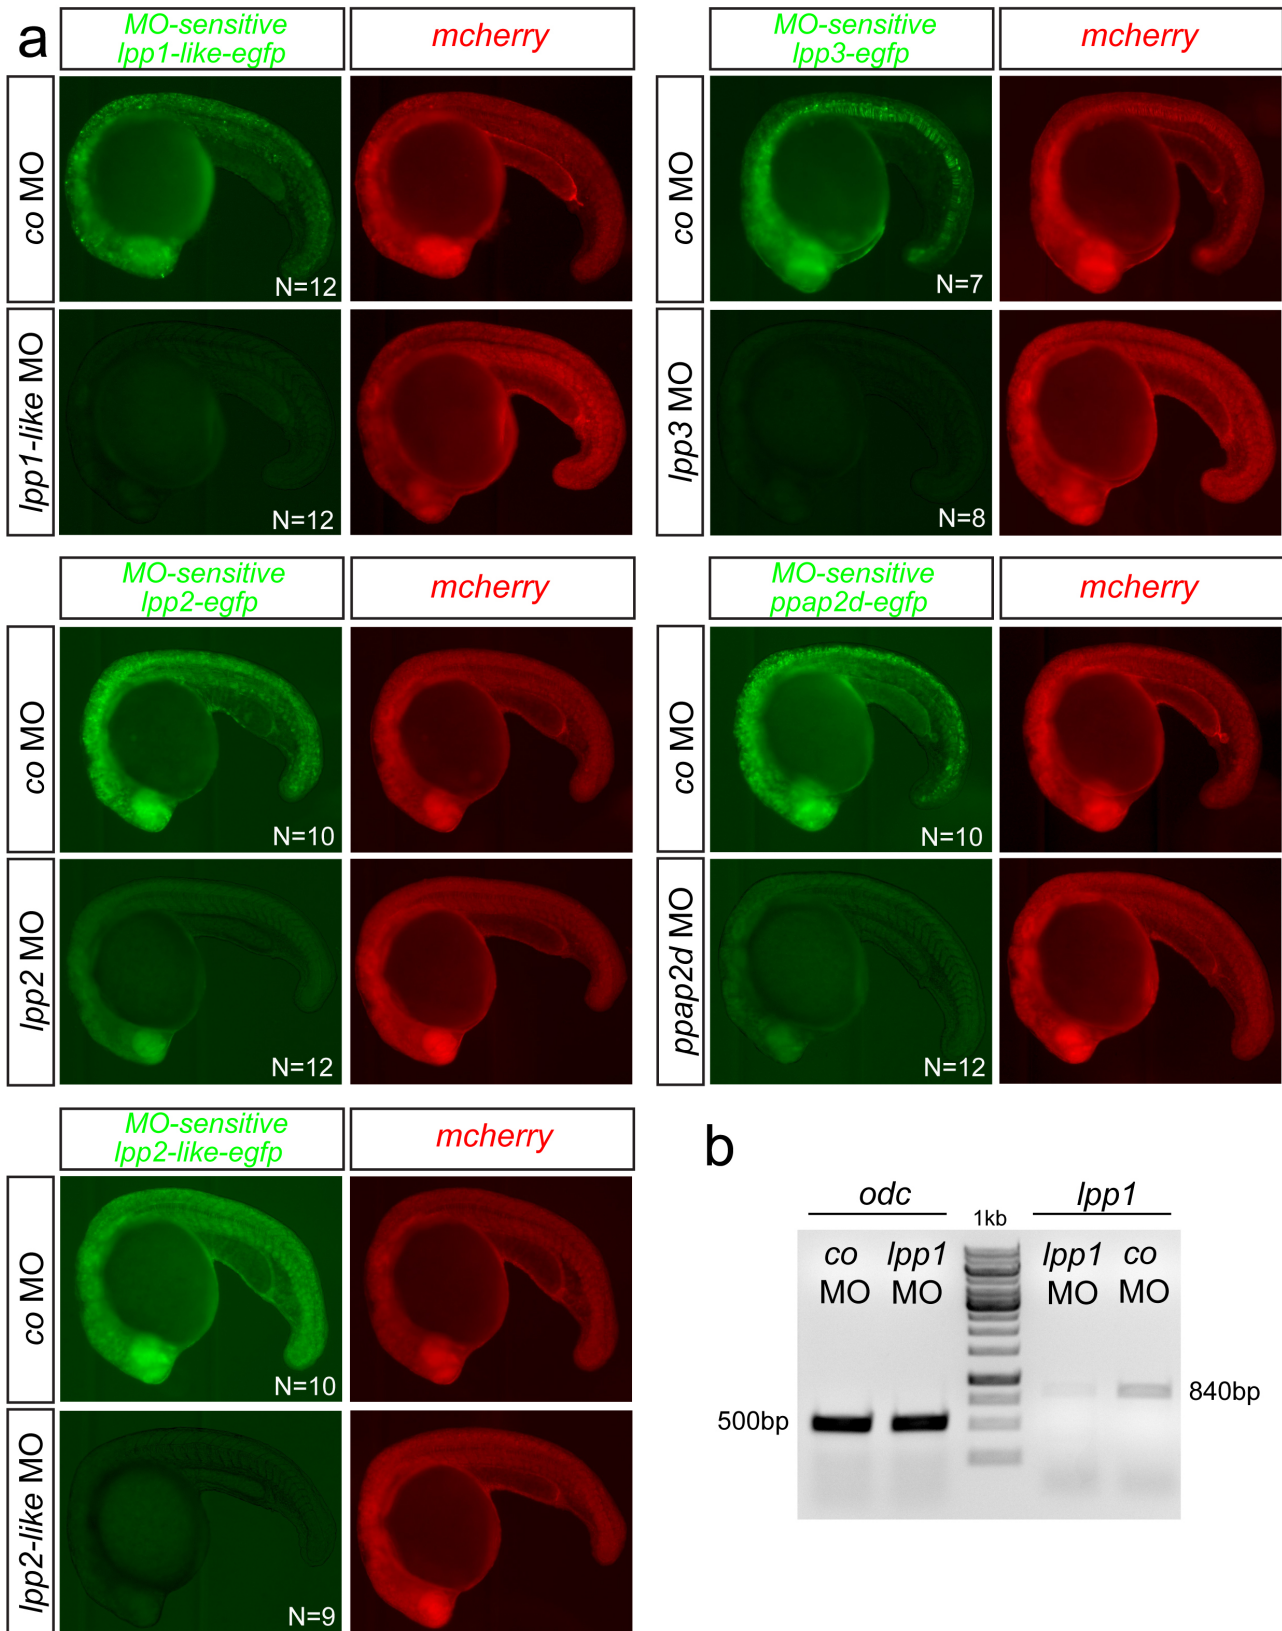 a
MO-sensitive
lpp1-like-egfp
mcherry
co MO
N=12
lpp1-like MO
N=12
MO-sensitive
lpp3-egfp
mcherry
co MO
N=7
lpp3 MO
N=8
MO-sensitive
lpp2-egfp
mcherry
co MO
N=10
lpp2 MO
N=12
MO-sensitive
ppap2d-egfp
mcherry
co MO
N=10
ppap2d MO
N=12
MO-sensitive
lpp2-like-egfp
mcherry
co MO
N=10
lpp2-like MO
N=9
b
odc
1kb
lpp1
co
MO
lpp1
MO
lpp1
MO
co
MO
500bp
840bp